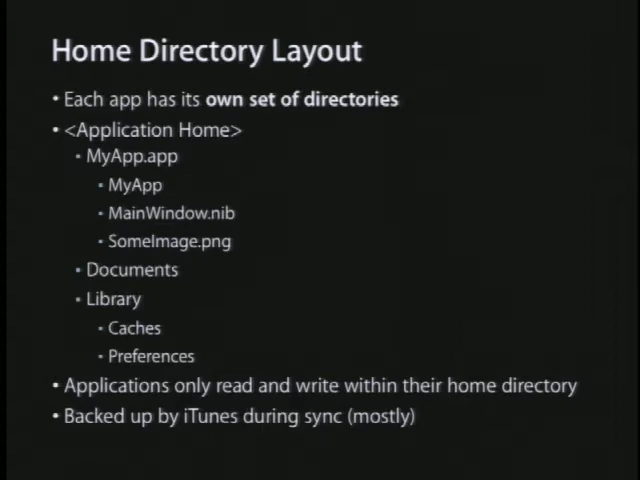 Home Directory Layout
• Each app has its own set of directories
• <Application Home>
▪ MyApp.app
▪ MyApp
▪ MainWindow.nib
▪ SomeImage.png
▪ Documents
▪ Library
▪ Caches
▪ Preferences
• Applications only read and write within their home directory
• Backed up by iTunes during sync (mostly)